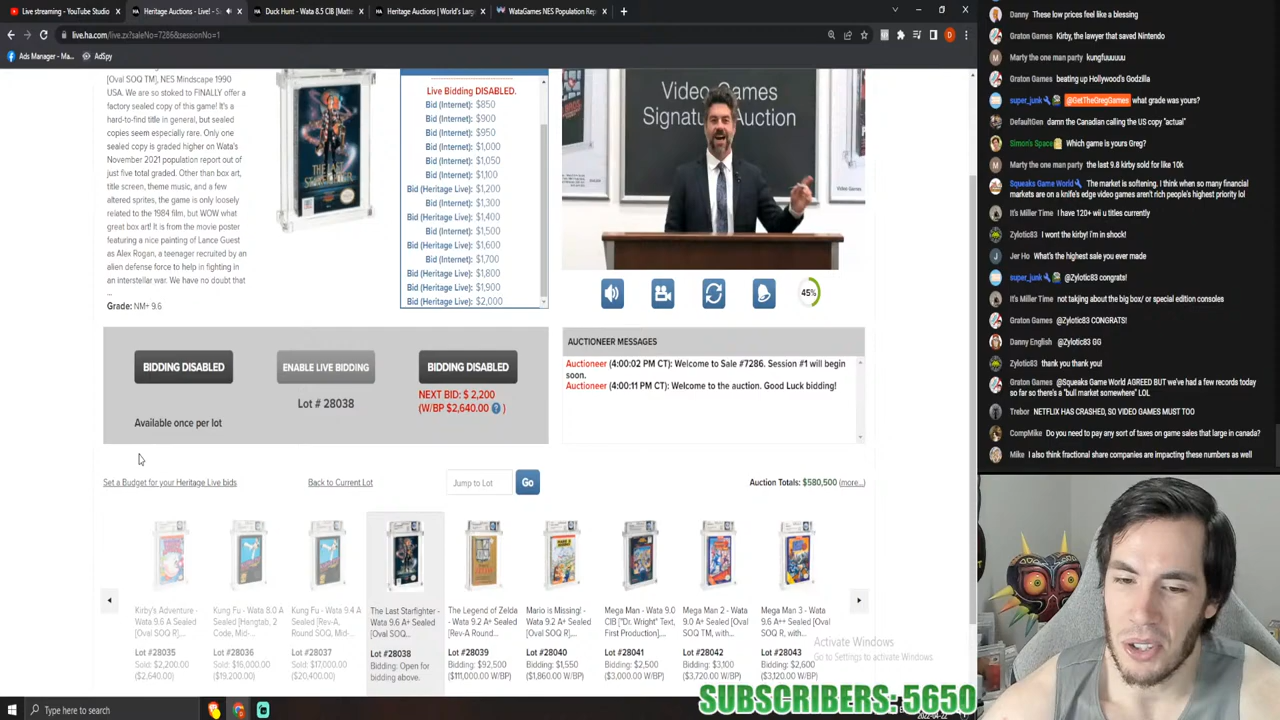 Live streaming - YouTube Studio
Heritage Auctions - Live! - S
Duck Hunt - Wata 8.5 CIB [Matte
Heritage Auctions | World's Larg
WataGames NES Population Rep
live.ha.com/live.zx?saleNo=7286&sessionNo=1
Ads Manager - Ma...
AdSpy
[Oval SOQ TM], NES Mindscape 1990
USA. We are so stoked to FINALLY offer a
factory sealed copy of this game! It's a
hard-to-find title in general, but sealed
copies seem especially rare. Only one
sealed copy is graded higher on Wata's
November 2021 population report out of
just five total graded. Other than box art,
title screen, theme music, and a few
altered sprites, the game is only loosely
related to the 1984 film, but WOW what
great box art! It is from the movie poster
featuring a nice painting of Lance Guest
as Alex Rogan, a teenager recruited by an
alien defense force to help in fighting in
an interstellar war. We have no doubt that
...
Grade: NM+ 9.6
THE LAST
Live Bidding DISABLED.
Bid (Internet): $850
Bid (Internet): $900
Bid (Internet): $950
Bid (Internet): $1,000
Bid (Internet): $1,050
Bid (Internet): $1,100
Bid (Heritage Live): $1,200
Bid (Internet): $1,300
Bid (Heritage Live): $1,400
Bid (Internet): $1,500
Bid (Heritage Live): $1,600
Bid (Internet): $1,700
Bid (Heritage Live): $1,800
Bid (Heritage Live): $1,900
Bid (Heritage Live): $2,000
Video Games
Signature Auction
Video Games
45%
BIDDING DISABLED
ENABLE LIVE BIDDING
BIDDING DISABLED
Lot # 28038
NEXT BID: $ 2,200
(W/BP $2,640.00 ? )
Available once per lot
AUCTIONEER MESSAGES
Auctioneer (4:00:02 PM CT): Welcome to Sale #7286. Session #1 will begin
soon.
Auctioneer (4:00:11 PM CT): Welcome to the auction. Good Luck bidding!
Set a Budget for your Heritage Live bids
Back to Current Lot
Jump to Lot
Go
Auction Totals: $580,500 (more...)
Kirby's Adventure -
Wata 9.6 A Sealed
[Oval SOQ R],...
Lot #28035
Sold: $2,200.00
($2,640.00)
Kung Fu - Wata 8.0 A
Sealed [Hangtab, 2
Code, Mid-...
Lot #28036
Sold: $16,000.00
($19,200.00)
Kung Fu - Wata 9.4 A
Sealed [Rev-A,
Round SOQ, Mid-...
Lot #28037
Sold: $17,000.00
($20,400.00)
The Last Starfighter -
Wata 9.6 A+ Sealed
[Oval SOQ...
Lot #28038
Bidding: Open for
bidding above.
The Legend of Zelda
- Wata 9.2 A+ Sealed
[Rev-A Round...
Lot #28039
Bidding: $92,500
($111,000.00 W/BP)
Mario is Missing! -
Wata 9.2 A+ Sealed
[Oval SOQ R],...
Lot #28040
Bidding: $1,550
($1,860.00 W/BP)
Mega Man - Wata 9.0
CIB ["Dr. Wright" Text,
First Production],...
Lot #28041
Bidding: $2,500
($3,000.00 W/BP)
Mega Man 2 - Wata
9.0 A+ Sealed [Oval
SOQ TM, with...
Lot #28042
Bidding: $3,100
($3,720.00 W/BP)
Mega Man 3 - Wata
9.6 A++ Sealed [Oval
SOQ R, with...
Lot #28043
Bidding: $2,600
($3,120.00 W/BP)
Activate Windows
Go to Settings to activate Windows.
Type here to search
SUBSCRIBERS: 5650
Danny These low prices feel like a blessing
Graton Games Kirby, the lawyer that saved Nintendo
Marty the one man party kungfuuuuu
Graton Games beating up Hollywood's Godzilla
super_junk @GetTheGregGames what grade was yours?
DefaultGen damn the Canadian calling the US copy "actual"
Simon's Space Which game is yours Greg?
Marty the one man party the last 9.8 kirby sold for like 10k
Squeaks Game World The market is softening. I think when so many financial
markets are on a knife's edge video games aren't rich people's highest priority lol
It's Miller Time I have 120+ wii u titles currently
Zylotic83 I wont the kirby! i'm in shock!
Jer Ho What's the highest sale you ever made
super_junk @Zylotic83 congrats!
It's Miller Time not takjing about the big box/ or special edition consoles
Graton Games @Zylotic83 CONGRATS!
Danny English @Zylotic83 GG
Zylotic83 thank you thank you!
Graton Games @Squeaks Game World AGREED BUT we've had a few records today
so far so there's a "bull market somewhere" LOL
Trebor NETFLIX HAS CRASHED, SO VIDEO GAMES MUST TOO
CompMike Do you need to pay any sort of taxes on game sales that large in canada?
Mike I also think fractional share companies are impacting these numbers as well